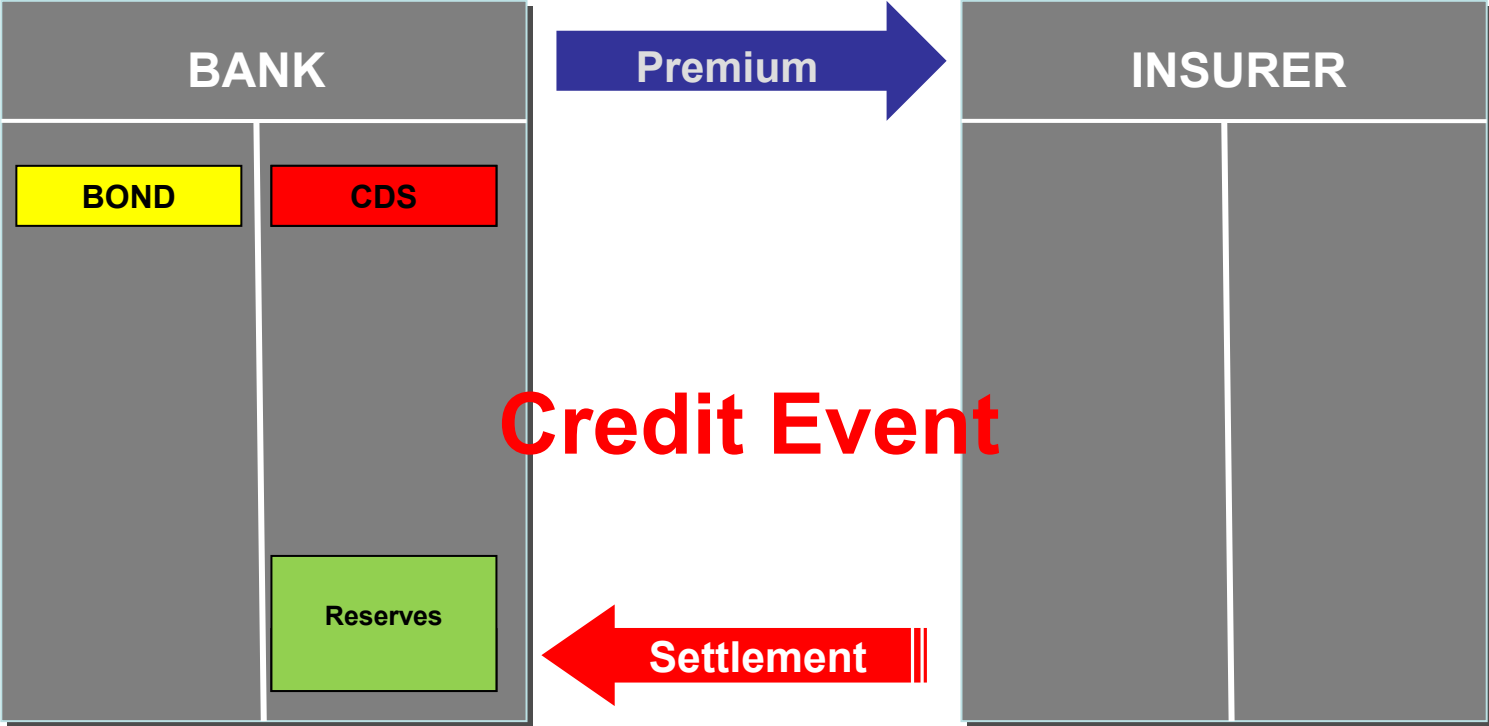 BANK
Premium
INSURER
BOND
CDS
Credit Event
Reserves
Settlement